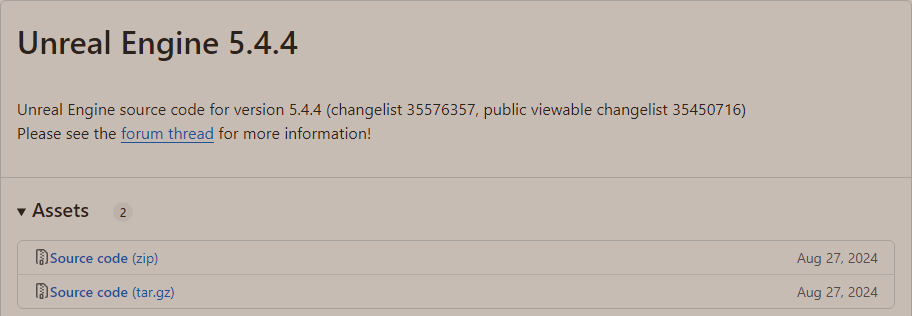 Unreal Engine 5.4.4
Unreal Engine source code for version 5.4.4 (changelist 35576357, public viewable changelist 35450716)
Please see the forum thread for more information!
Assets 2
Source code (zip) Aug 27, 2024
Source code (tar.gz) Aug 27, 2024